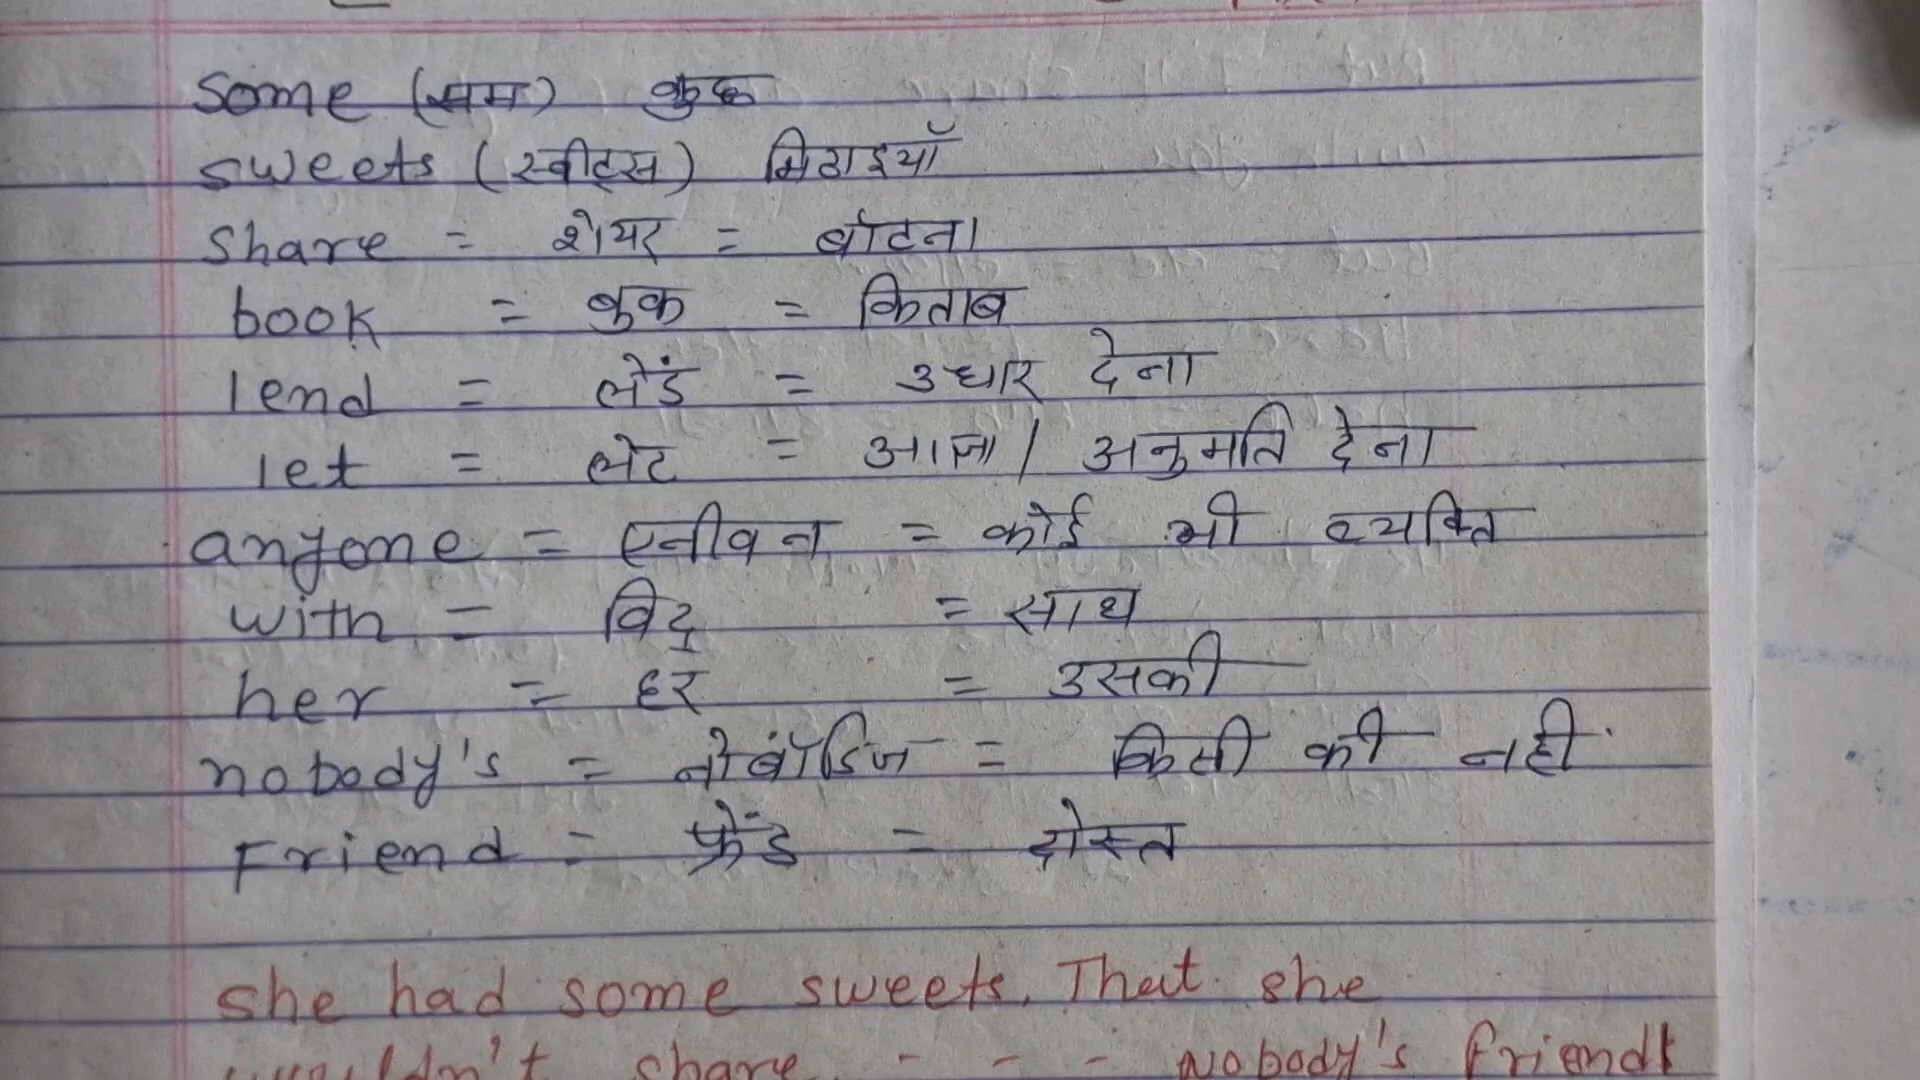 some (सम) कुछ
sweets (स्वीट्स) मिठाइयाँ
share = शेयर = बाँटना
book = बुक = किताब
lend = लेंड = उधार देना
let = लेट = आज्ञा / अनुमति देना
anyone = एनीवन = कोई भी व्यक्ति
with = विद् = साथ
her = हर = उसकी
nobody's = नोबॉडिज = किसी की नही
Friend = फ्रेंड = दोस्त
she had some sweets. That she
wouldn't share - - - nobody's friend